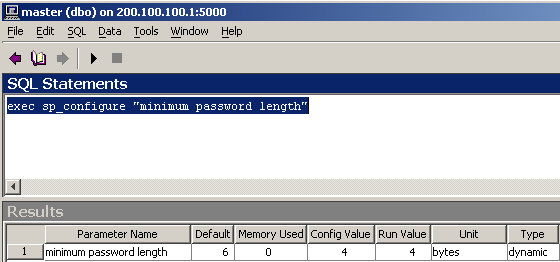 master (dbo) on 200.100.100.1:5000
File Edit SQL Data Tools Window Help
SQL Statements
exec sp_configure "minimum password length"
Results
Parameter Name Default Memory Used Config Value Run Value Unit Type
1 minimum password length 6 0 4 4 bytes dynamic